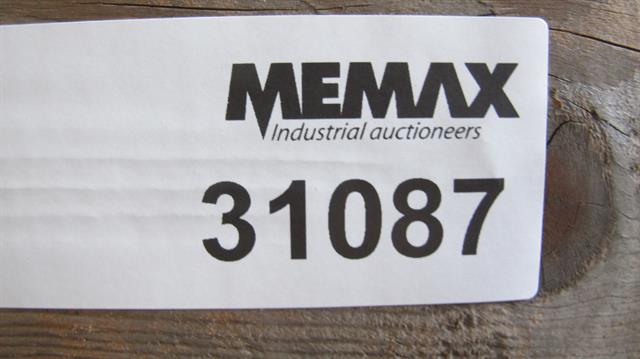 MEMAX
Industrial auctioneers
31087